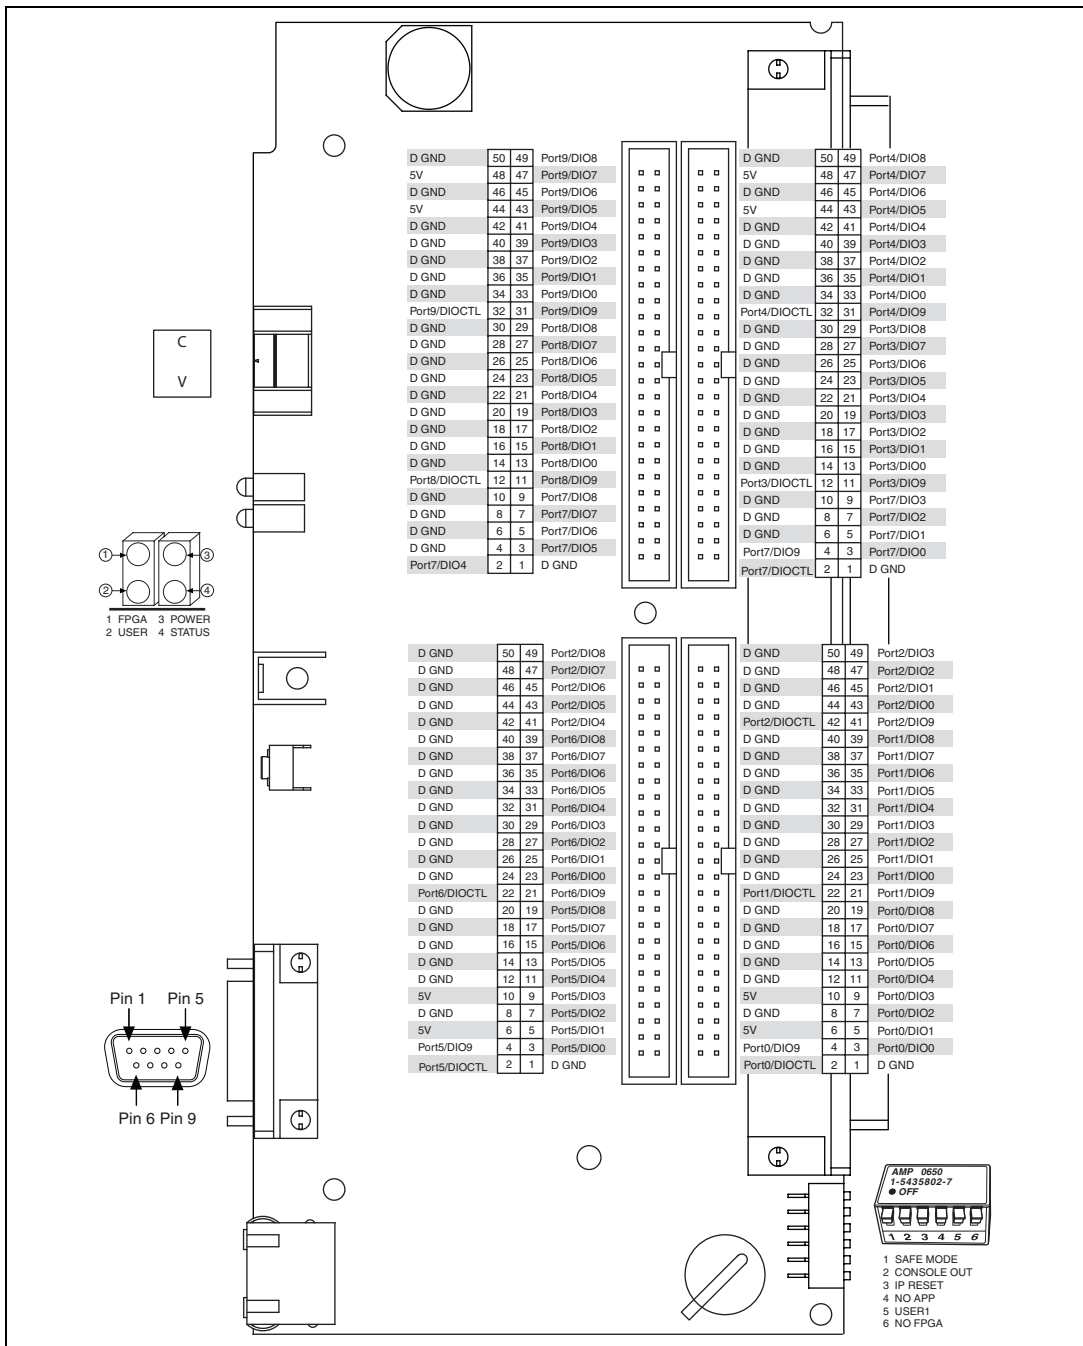 D GND 50 49 Port9/DIO8
5V 48 47 Port9/DIO7
D GND 46 45 Port9/DIO6
5V 44 43 Port9/DIO5
D GND 42 41 Port9/DIO4
D GND 40 39 Port9/DIO3
D GND 38 37 Port9/DIO2
D GND 36 35 Port9/DIO1
D GND 34 33 Port9/DIO0
Port9/DIOCTL 32 31 Port9/DIO9
D GND 30 29 Port8/DIO8
D GND 28 27 Port8/DIO7
D GND 26 25 Port8/DIO6
D GND 24 23 Port8/DIO5
D GND 22 21 Port8/DIO4
D GND 20 19 Port8/DIO3
D GND 18 17 Port8/DIO2
D GND 16 15 Port8/DIO1
D GND 14 13 Port8/DIO0
Port8/DIOCTL 12 11 Port8/DIO9
D GND 10 9 Port7/DIO8
D GND 8 7 Port7/DIO7
D GND 6 5 Port7/DIO6
D GND 4 3 Port7/DIO5
Port7/DIO4 2 1 D GND
D GND 50 49 Port4/DIO8
5V 48 47 Port4/DIO7
D GND 46 45 Port4/DIO6
5V 44 43 Port4/DIO5
D GND 42 41 Port4/DIO4
D GND 40 39 Port4/DIO3
D GND 38 37 Port4/DIO2
D GND 36 35 Port4/DIO1
D GND 34 33 Port4/DIO0
Port4/DIOCTL 32 31 Port4/DIO9
D GND 30 29 Port3/DIO8
D GND 28 27 Port3/DIO7
D GND 26 25 Port3/DIO6
D GND 24 23 Port3/DIO5
D GND 22 21 Port3/DIO4
D GND 20 19 Port3/DIO3
D GND 18 17 Port3/DIO2
D GND 16 15 Port3/DIO1
D GND 14 13 Port3/DIO0
Port3/DIOCTL 12 11 Port3/DIO9
D GND 10 9 Port7/DIO3
D GND 8 7 Port7/DIO2
D GND 6 5 Port7/DIO1
Port7/DIO9 4 3 Port7/DIO0
Port7/DIOCTL 2 1 D GND
C
V
1
2
3
4
1 FPGA 3 POWER
2 USER 4 STATUS
D GND 50 49 Port2/DIO8
D GND 48 47 Port2/DIO7
D GND 46 45 Port2/DIO6
D GND 44 43 Port2/DIO5
D GND 42 41 Port2/DIO4
D GND 40 39 Port6/DIO8
D GND 38 37 Port6/DIO7
D GND 36 35 Port6/DIO6
D GND 34 33 Port6/DIO5
D GND 32 31 Port6/DIO4
D GND 30 29 Port6/DIO3
D GND 28 27 Port6/DIO2
D GND 26 25 Port6/DIO1
D GND 24 23 Port6/DIO0
Port6/DIOCTL 22 21 Port6/DIO9
D GND 20 19 Port5/DIO8
D GND 18 17 Port5/DIO7
D GND 16 15 Port5/DIO6
D GND 14 13 Port5/DIO5
D GND 12 11 Port5/DIO4
5V 10 9 Port5/DIO3
D GND 8 7 Port5/DIO2
5V 6 5 Port5/DIO1
Port5/DIO9 4 3 Port5/DIO0
Port5/DIOCTL 2 1 D GND
D GND 50 49 Port2/DIO3
D GND 48 47 Port2/DIO2
D GND 46 45 Port2/DIO1
D GND 44 43 Port2/DIO0
Port2/DIOCTL 42 41 Port2/DIO9
D GND 40 39 Port1/DIO8
D GND 38 37 Port1/DIO7
D GND 36 35 Port1/DIO6
D GND 34 33 Port1/DIO5
D GND 32 31 Port1/DIO4
D GND 30 29 Port1/DIO3
D GND 28 27 Port1/DIO2
D GND 26 25 Port1/DIO1
D GND 24 23 Port1/DIO0
Port1/DIOCTL 22 21 Port1/DIO9
D GND 20 19 Port0/DIO8
D GND 18 17 Port0/DIO7
D GND 16 15 Port0/DIO6
D GND 14 13 Port0/DIO5
D GND 12 11 Port0/DIO4
5V 10 9 Port0/DIO3
D GND 8 7 Port0/DIO2
5V 6 5 Port0/DIO1
Port0/DIO9 4 3 Port0/DIO0
Port0/DIOCTL 2 1 D GND
Pin 1 Pin 5
Pin 6 Pin 9
AMP 0650
1-5435802-7
OFF
1 2 3 4 5 6
1 SAFE MODE
2 CONSOLE OUT
3 IP RESET
4 NO APP
5 USER1
6 NO FPGA